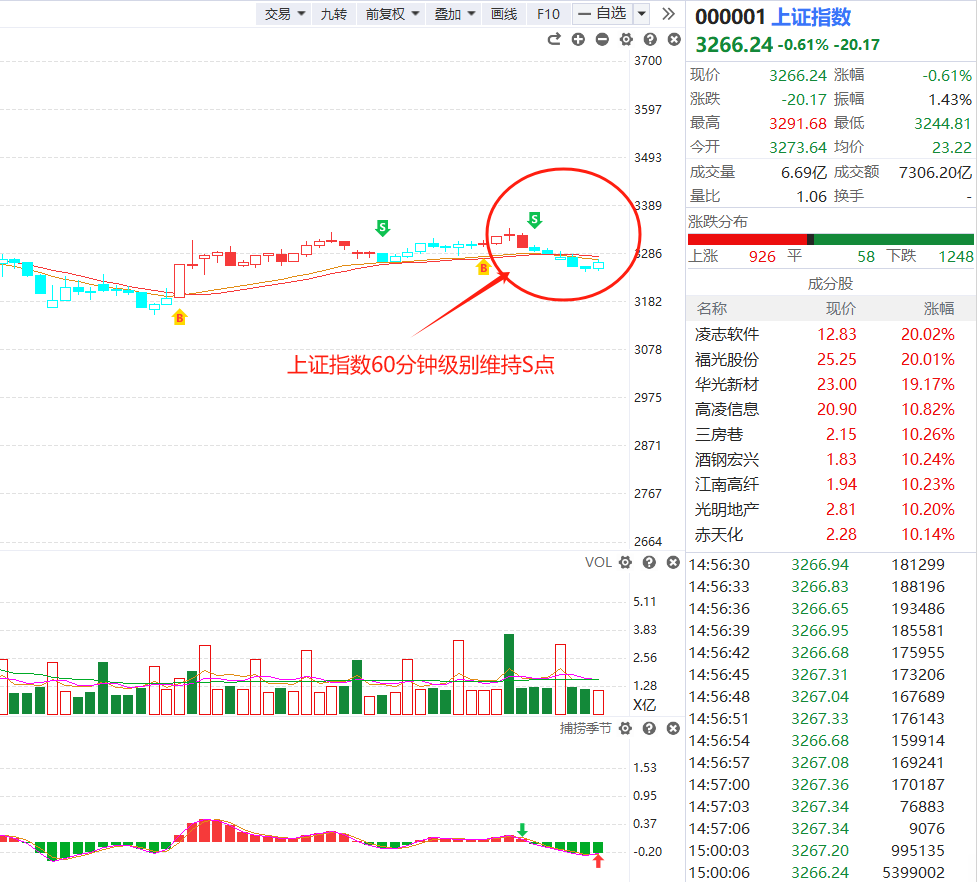 交易 九转 前复权 叠加 画线 F10 一 自选
000001 上证指数
3266.24 -0.61% -20.17
现价 3266.24 涨幅 -0.61%
涨跌 -20.17 振幅 1.43%
最高 3291.68 最低 3244.81
今开 3273.64 均价 23.22
成交量 6.69亿 成交额 7306.20亿
量比 1.06 换手 -
涨跌分布
上涨 926 平 58 下跌 1248
成分股
名称 现价 涨幅
凌志软件 12.83 20.02%
福光股份 25.25 20.01%
华光新材 23.00 19.17%
高凌信息 20.90 10.82%
三房巷 2.15 10.26%
酒钢宏兴 1.83 10.24%
江南高纤 1.94 10.23%
光明地产 2.81 10.20%
赤天化 2.28 10.14%
14:56:30 3266.94 181299
14:56:33 3266.83 188196
14:56:36 3266.65 193486
14:56:39 3266.95 185581
14:56:42 3266.68 175955
14:56:45 3267.31 173206
14:56:48 3267.04 167689
14:56:51 3267.33 176143
14:56:54 3266.68 159914
14:56:57 3267.08 169241
14:57:00 3267.36 170187
14:57:03 3267.34 76883
14:57:06 3267.34 9076
15:00:03 3267.20 995135
15:00:06 3266.24 5399002
3700
3597
3493
3389
3286
3182
3078
2975
2871
2767
2664
S
S
B
B
上证指数60分钟级别维持S点
VOL
5.11
3.83
2.56
1.28
X亿
捕捞季节
1.53
0.95
0.37
-0.20